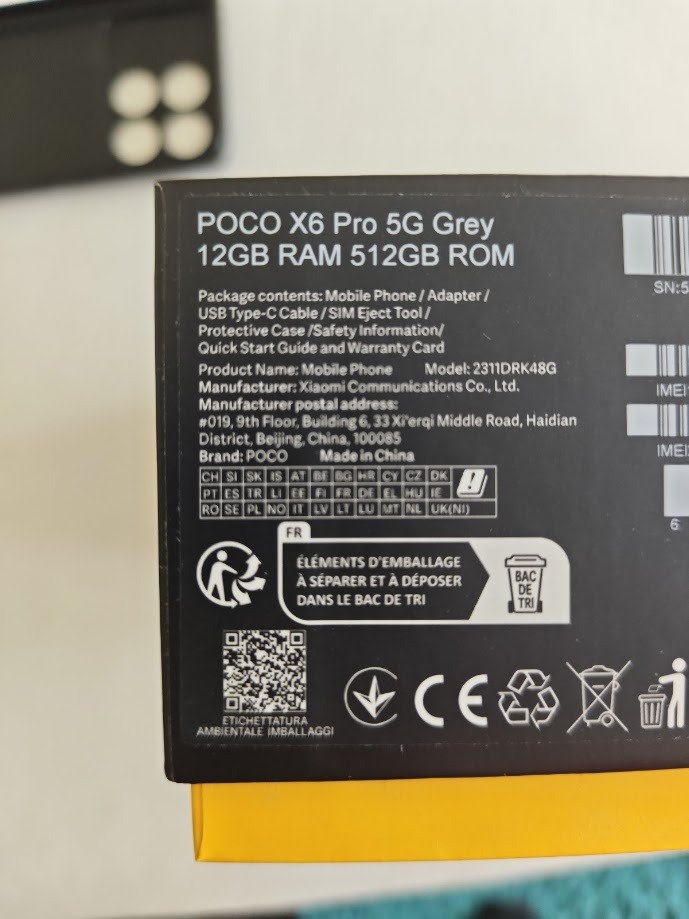 POCO X6 Pro 5G Grey
12GB RAM 512GB ROM
Package contents: Mobile Phone / Adapter /
USB Type-C Cable / SIM Eject Tool /
Protective Case /Safety Information/
Quick Start Guide and Warranty Card
Product Name: Mobile Phone Model: 2311DRK48G
Manufacturer: Xiaomi Communications Co., Ltd.
Manufacturer postal address:
#019, 9th Floor, Building 6, 33 Xi'erqi Middle Road, Haidian
District, Beijing, China, 100085
Brand: POCO Made in China
CH SI SK IS AT BE BG HR CY CZ DK
PT ES TR LI EE FI FR DE EL HU IE
RO SE PL NO IT LV LT LU MT NL UK(NI)
FR
ÉLÉMENTS D'EMBALLAGE
À SÉPARER ET À DÉPOSER
DANS LE BAC DE TRI
BAC
DE
TRI
ETICHETTATURA
AMBIENTALE IMBALLAGGI
CE
SN:5
IMEI
IMEI
6